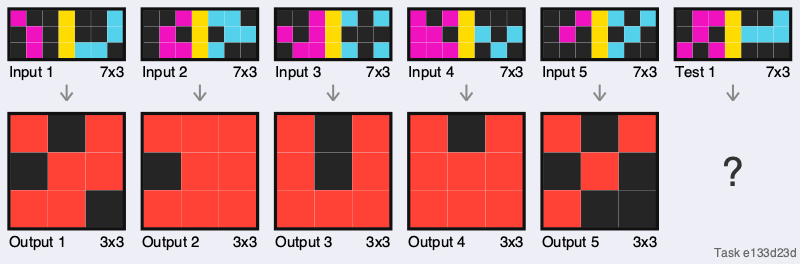 Input 1 7x3 Input 2 7x3 Input 3 7x3 Input 4 7x3 Input 5 7x3 Test 1 7x3
?
Output 1 3x3 Output 2 3x3 Output 3 3x3 Output 4 3x3 Output 5 3x3
Task e133d23d